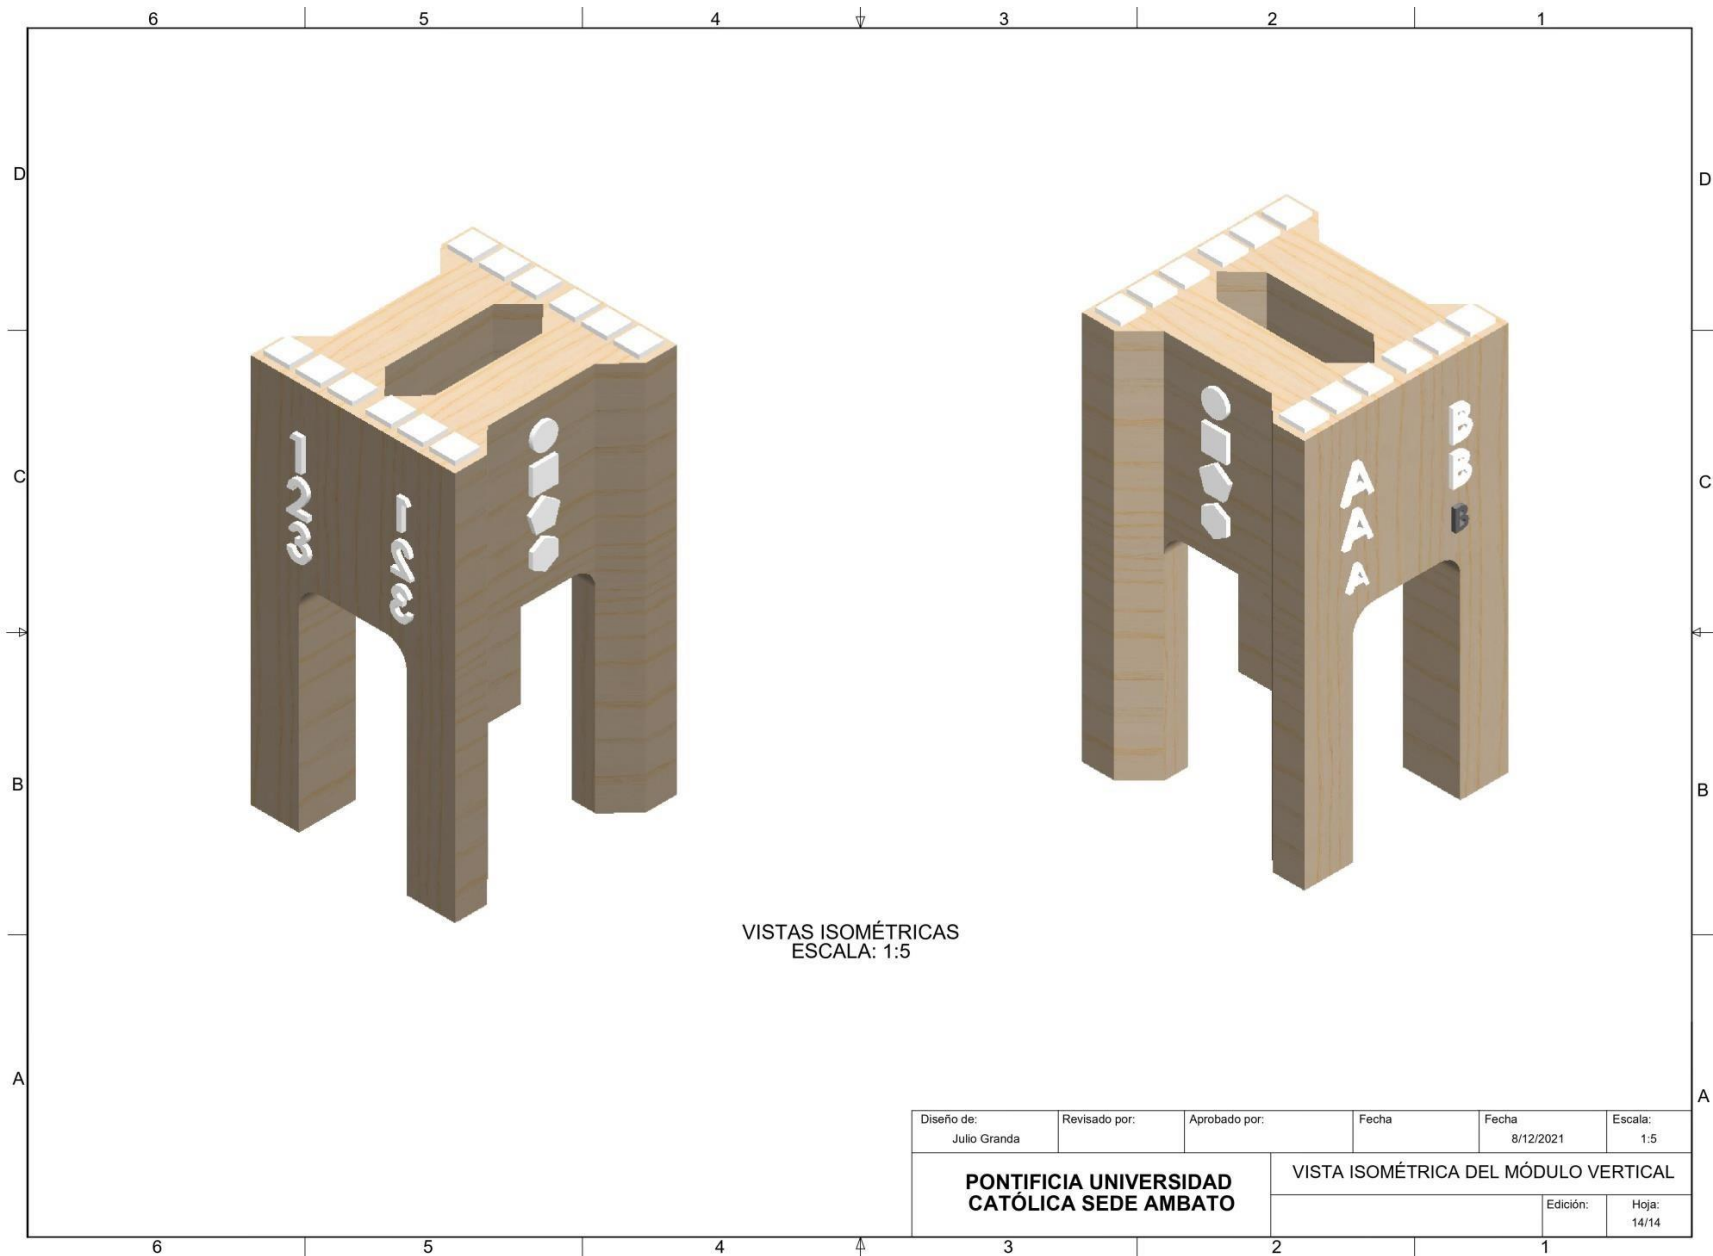 6 5 4 3 2 1
D D
1 1
2 2
3 3
B
B
B
A
A
A
C C
B B
VISTAS ISOMÉTRICAS
ESCALA: 1:5
A A
Diseño de: Revisado por: Aprobado por: Fecha Fecha Escala:
Julio Granda 8/12/2021 1:5
PONTIFICIA UNIVERSIDAD
CATÓLICA SEDE AMBATO
VISTA ISOMÉTRICA DEL MÓDULO VERTICAL
Edición: Hoja:
14/14
6 5 4 3 2 1